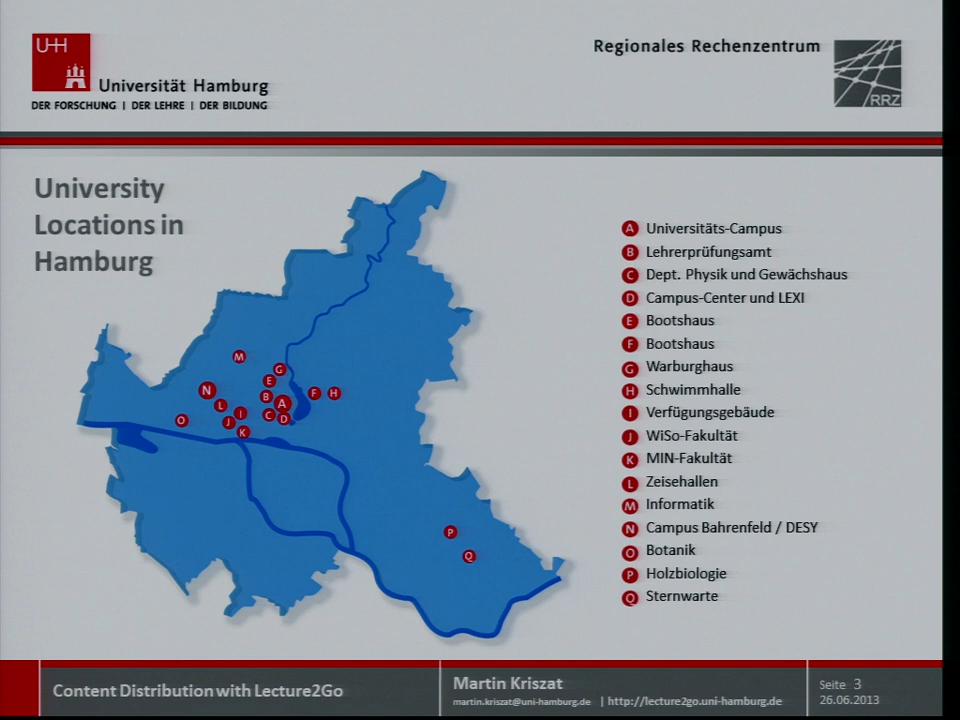 UHH
Universität Hamburg
DER FORSCHUNG | DER LEHRE | DER BILDUNG
Regionales Rechenzentrum
RRZ
University
Locations in
Hamburg
M
G
E
N
B
A
F
H
L
I
C
D
O
J
K
P
Q
A Universitäts-Campus
B Lehrerprüfungsamt
C Dept. Physik und Gewächshaus
D Campus-Center und LEXI
E Bootshaus
F Bootshaus
G Warburghaus
H Schwimmhalle
I Verfügungsgebäude
J WiSo-Fakultät
K MIN-Fakultät
L Zeisehallen
M Informatik
N Campus Bahrenfeld / DESY
O Botanik
P Holzbiologie
Q Sternwarte
Content Distribution with Lecture2Go
Martin Kriszat
martin.kriszat@uni-hamburg.de | http://lecture2go.uni-hamburg.de
Seite 3
26.06.2013